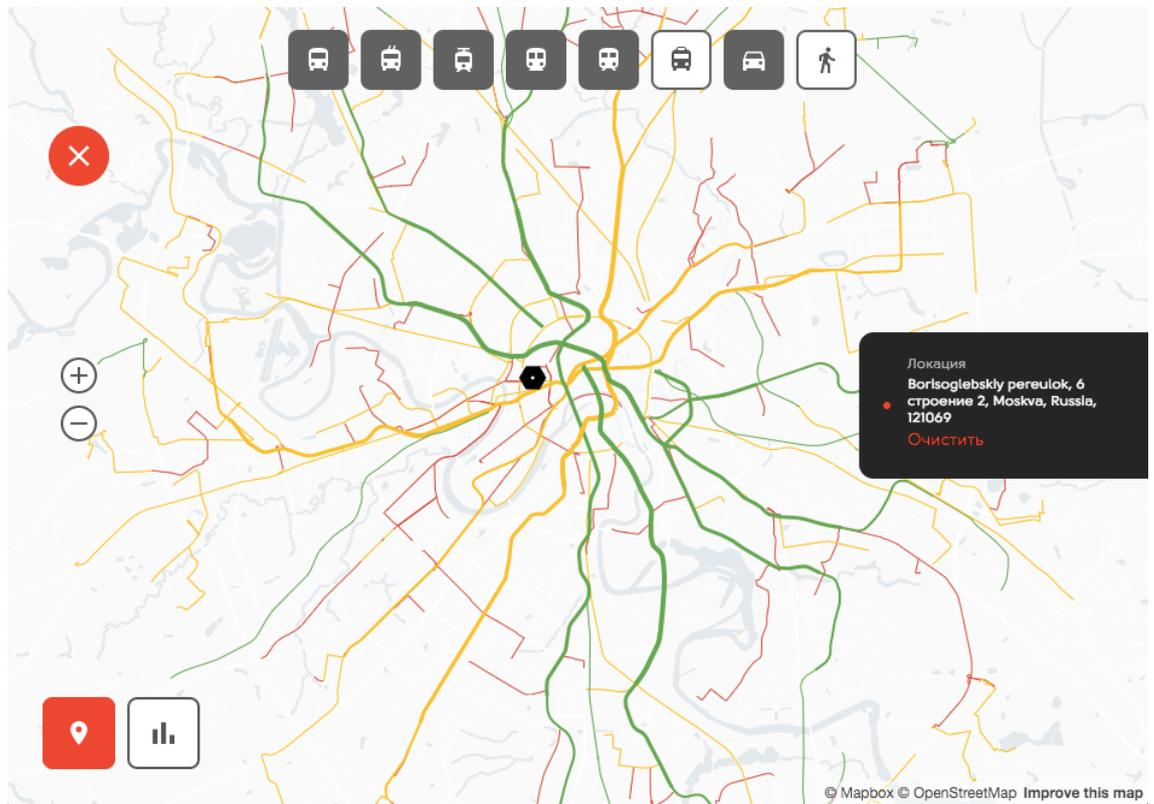 Локация
Borisoglebskiy pereulok, 6
строение 2, Moskva, Russia,
121069
Очистить
© Mapbox © OpenStreetMap Improve this map